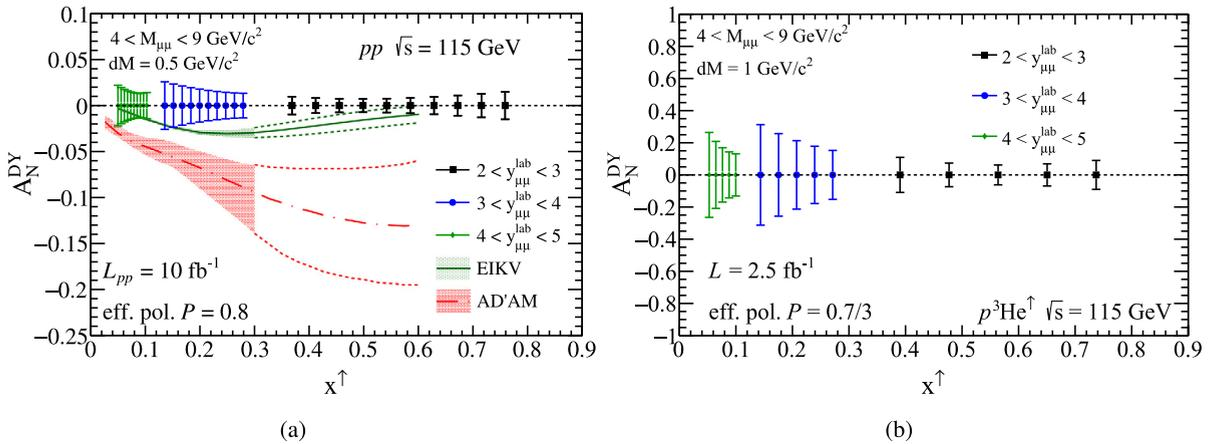 0.1
4 < Mμμ < 9 GeV/c²
dM = 0.5 GeV/c²
pp √s = 115 GeV
0.05
0
−0.05
−0.1
−0.15
−0.2
−0.25
A_N^DY
2 < y_μμ^lab < 3
3 < y_μμ^lab < 4
4 < y_μμ^lab < 5
EIKV
AD'AM
L_pp = 10 fb⁻¹
eff. pol. P = 0.8
0 0.1 0.2 0.3 0.4 0.5 0.6 0.7 0.8 0.9
x↑
(a)
1
4 < Mμμ < 9 GeV/c²
dM = 1 GeV/c²
0.8
0.6
0.4
0.2
0
−0.2
−0.4
−0.6
−0.8
−1
A_N^DY
2 < y_μμ^lab < 3
3 < y_μμ^lab < 4
4 < y_μμ^lab < 5
L = 2.5 fb⁻¹
eff. pol. P = 0.7/3
p³He↑ √s = 115 GeV
0 0.1 0.2 0.3 0.4 0.5 0.6 0.7 0.8 0.9
x↑
(b)